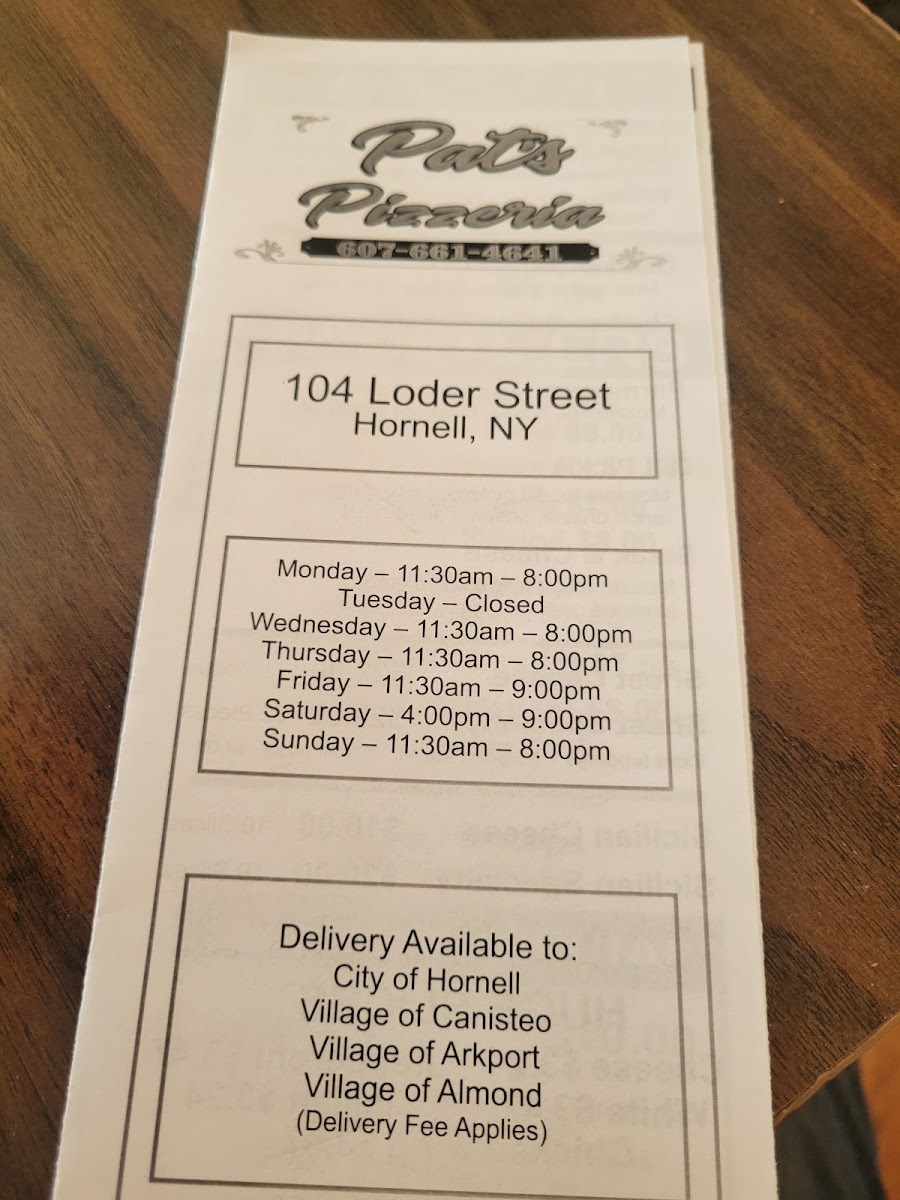 Pat's
Pizzeria
607-661-4641
104 Loder Street
Hornell, NY
Monday – 11:30am – 8:00pm
Tuesday – Closed
Wednesday – 11:30am – 8:00pm
Thursday – 11:30am – 8:00pm
Friday – 11:30am – 9:00pm
Saturday – 4:00pm – 9:00pm
Sunday – 11:30am – 8:00pm
Delivery Available to:
City of Hornell
Village of Canisteo
Village of Arkport
Village of Almond
(Delivery Fee Applies)